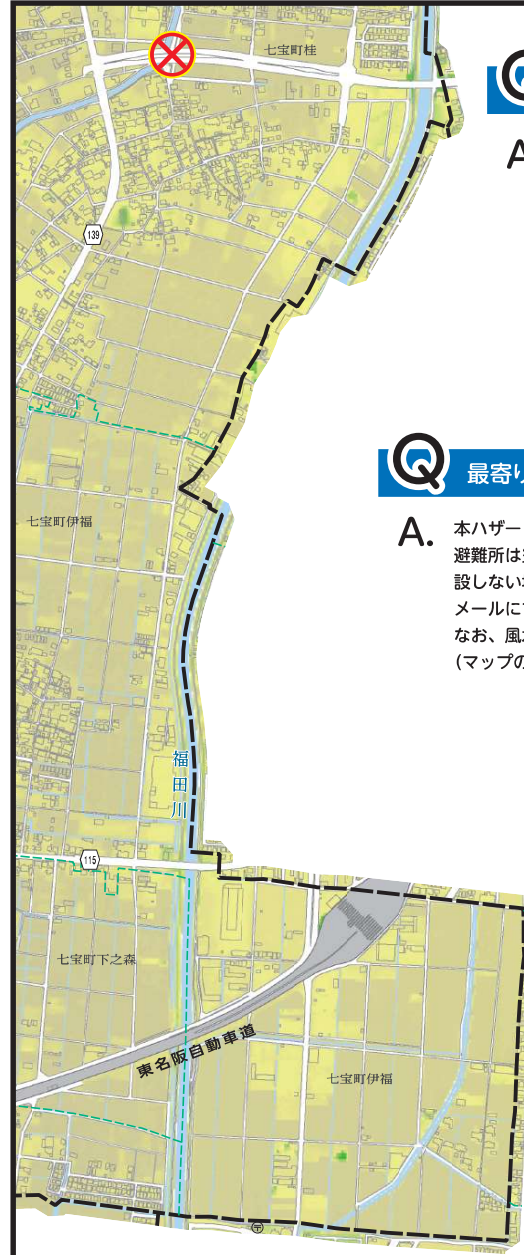 七宝町桂
139
七宝町伊福
福田川
115
七宝町下之森
東名阪自動車道
七宝町伊福
Q
A
Q 最寄り
A. 本ハザー
避難所は
設しない
メールに
なお、風
(マップの